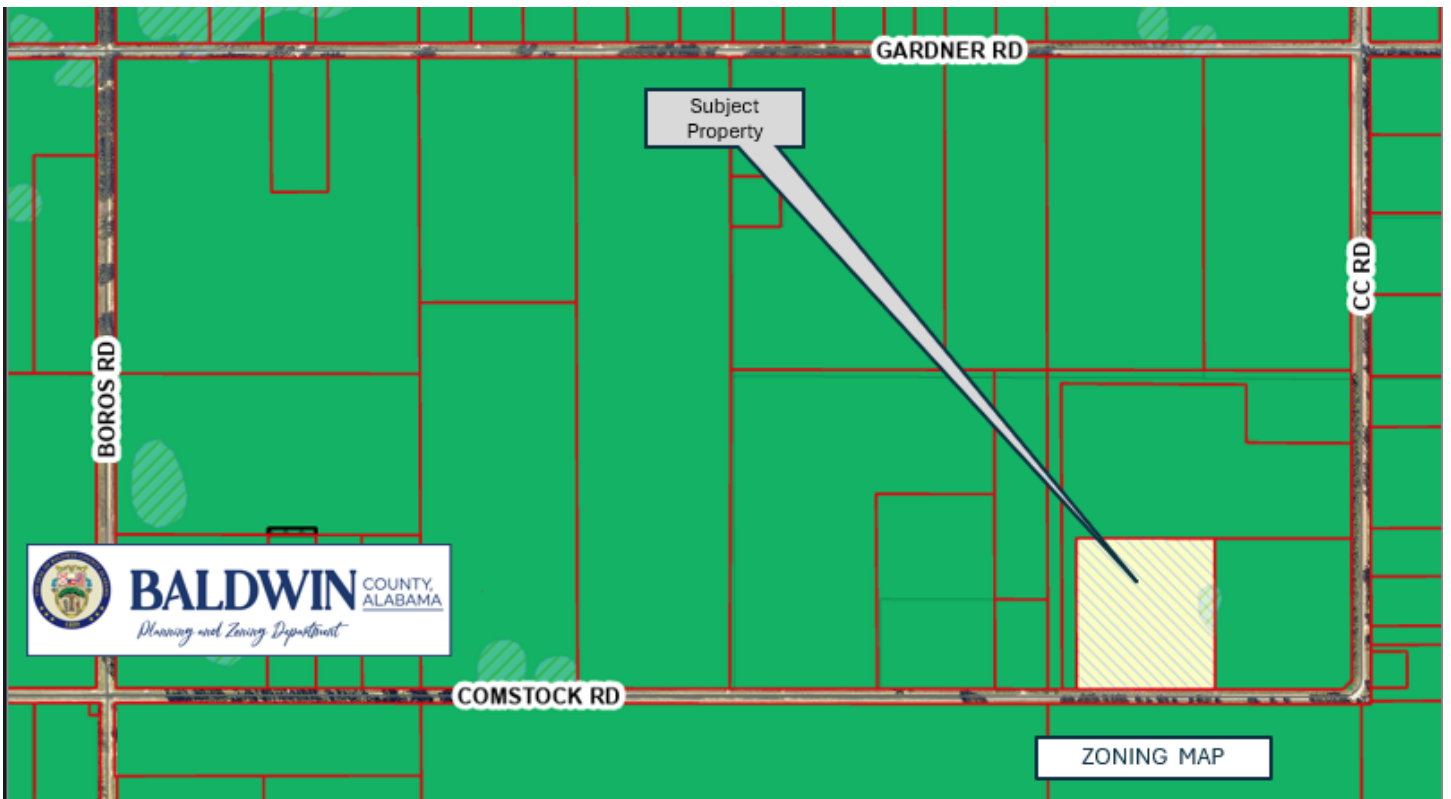 GARDNER RD
Subject
Property
CC RD
BOROS RD
BALDWIN COUNTY,
ALABAMA
Planning and Zoning Department
COMSTOCK RD
ZONING MAP